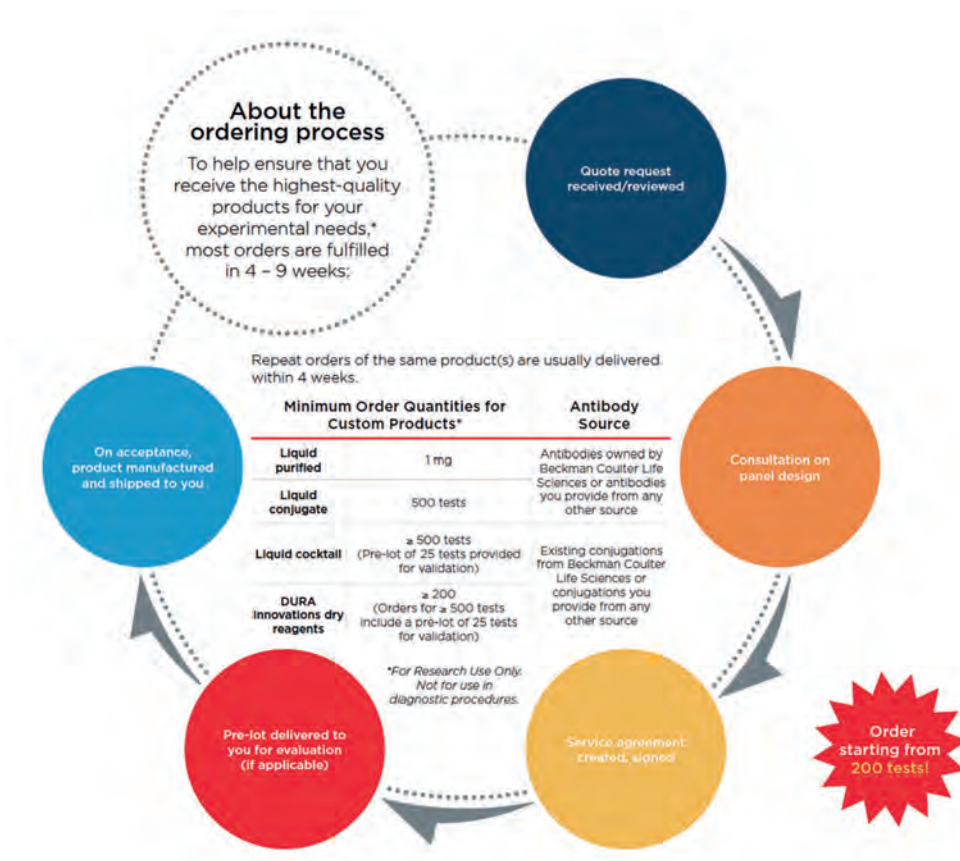 About the
ordering process
To help ensure that you
receive the highest-quality
products for your
experimental needs,*
most orders are fulfilled
in 4 – 9 weeks:
Quote request
received/reviewed
Consultation on
panel design
Service agreement
created, signed
Pre-lot delivered to
you for evaluation
(if applicable)
On acceptance,
product manufactured
and shipped to you
Repeat orders of the same product(s) are usually delivered
within 4 weeks.
Minimum Order Quantities for
Custom Products*
Antibody
Source
Liquid
purified
1 mg
Antibodies owned by
Beckman Coulter Life
Sciences or antibodies
you provide from any
other source
Liquid
conjugate
500 tests
Liquid cocktail
≥ 500 tests
(Pre-lot of 25 tests provided
for validation)
Existing conjugations
from Beckman Coulter
Life Sciences or
conjugations you
provide from any
other source
DURA
Innovations dry
reagents
≥ 200
(Orders for ≥ 500 tests
include a pre-lot of 25 tests
for validation)
*For Research Use Only.
Not for use in
diagnostic procedures.
Order
starting from
200 tests!